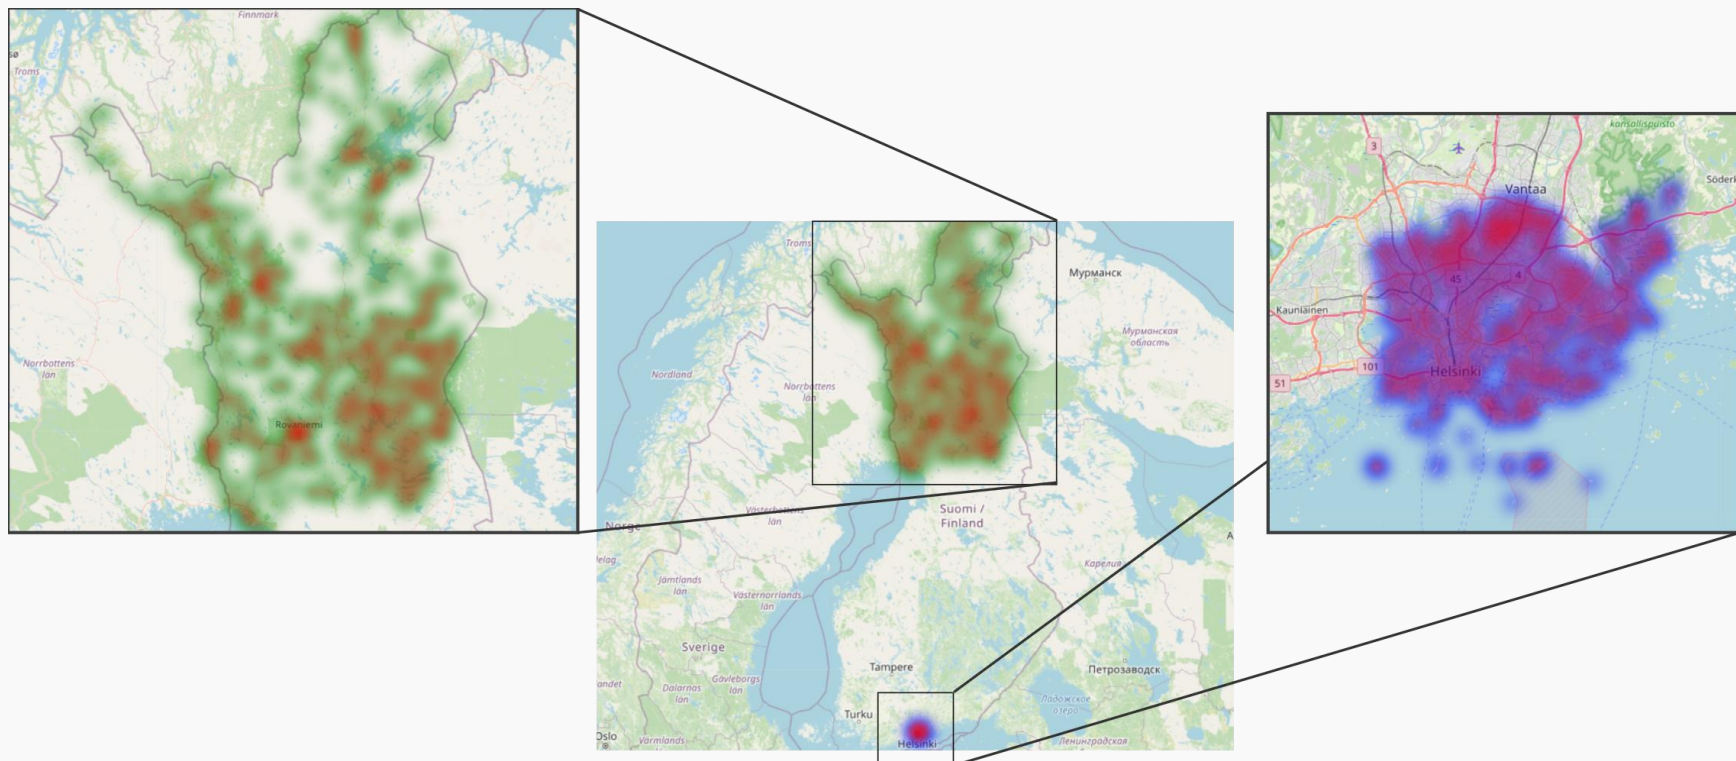 Finnmark
Troms
Norrbottens
län
Rovaniemi
Troms
Мурманск
Мурманская
область
Nordland
Norrbottens
län
Norge
Västerbottens
län
Suomi /
Finland
Jämtlands
län
Västernorrlands
län
Карелия
Sverige
Tampere
Петрозаводск
Dalarnas
län
Gävleborgs
län
Turku
Ладожское
озеро
Oslo
Värmlands
Helsinki
Ленинградская
kansallispuisto
3
Vantaa
Söderk
45
4
Kauniainen
101
Helsinki
51